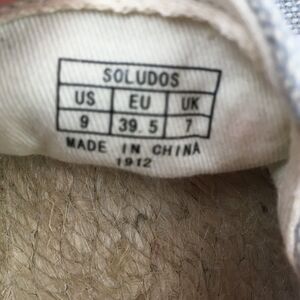 SOLUDOS
US EU UK
9 39.5 7
MADE IN CHINA
1912